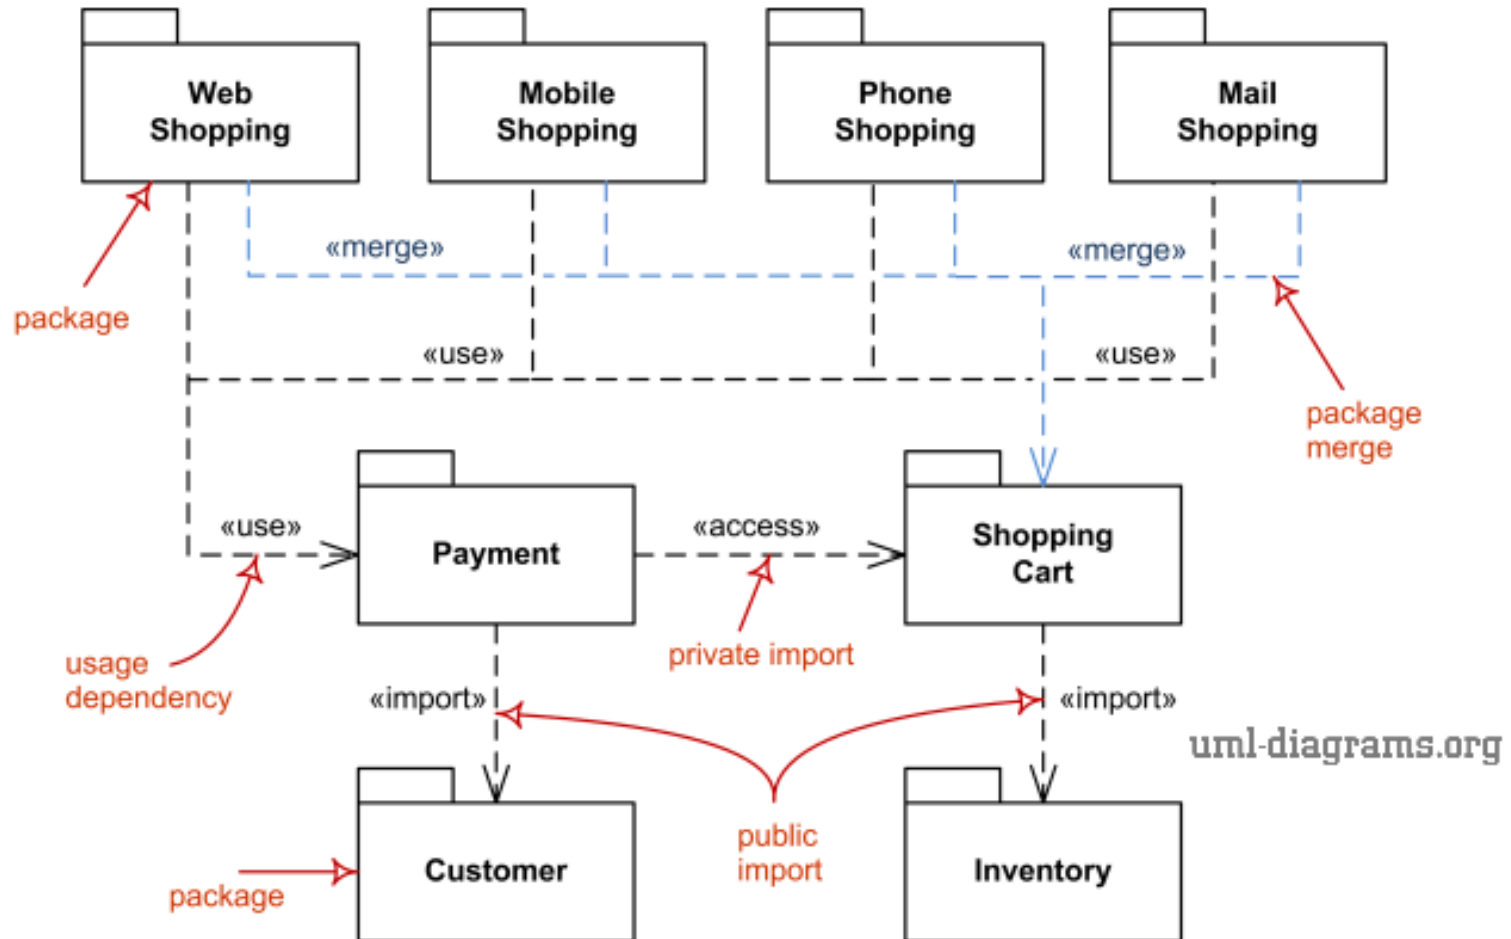 Web
Shopping
Mobile
Shopping
Phone
Shopping
Mail
Shopping
«merge»
«merge»
package
«use»
«use»
package
merge
«use»
Payment
«access»
Shopping
Cart
usage
dependency
private import
«import»
«import»
uml-diagrams.org
public
import
Customer
Inventory
package